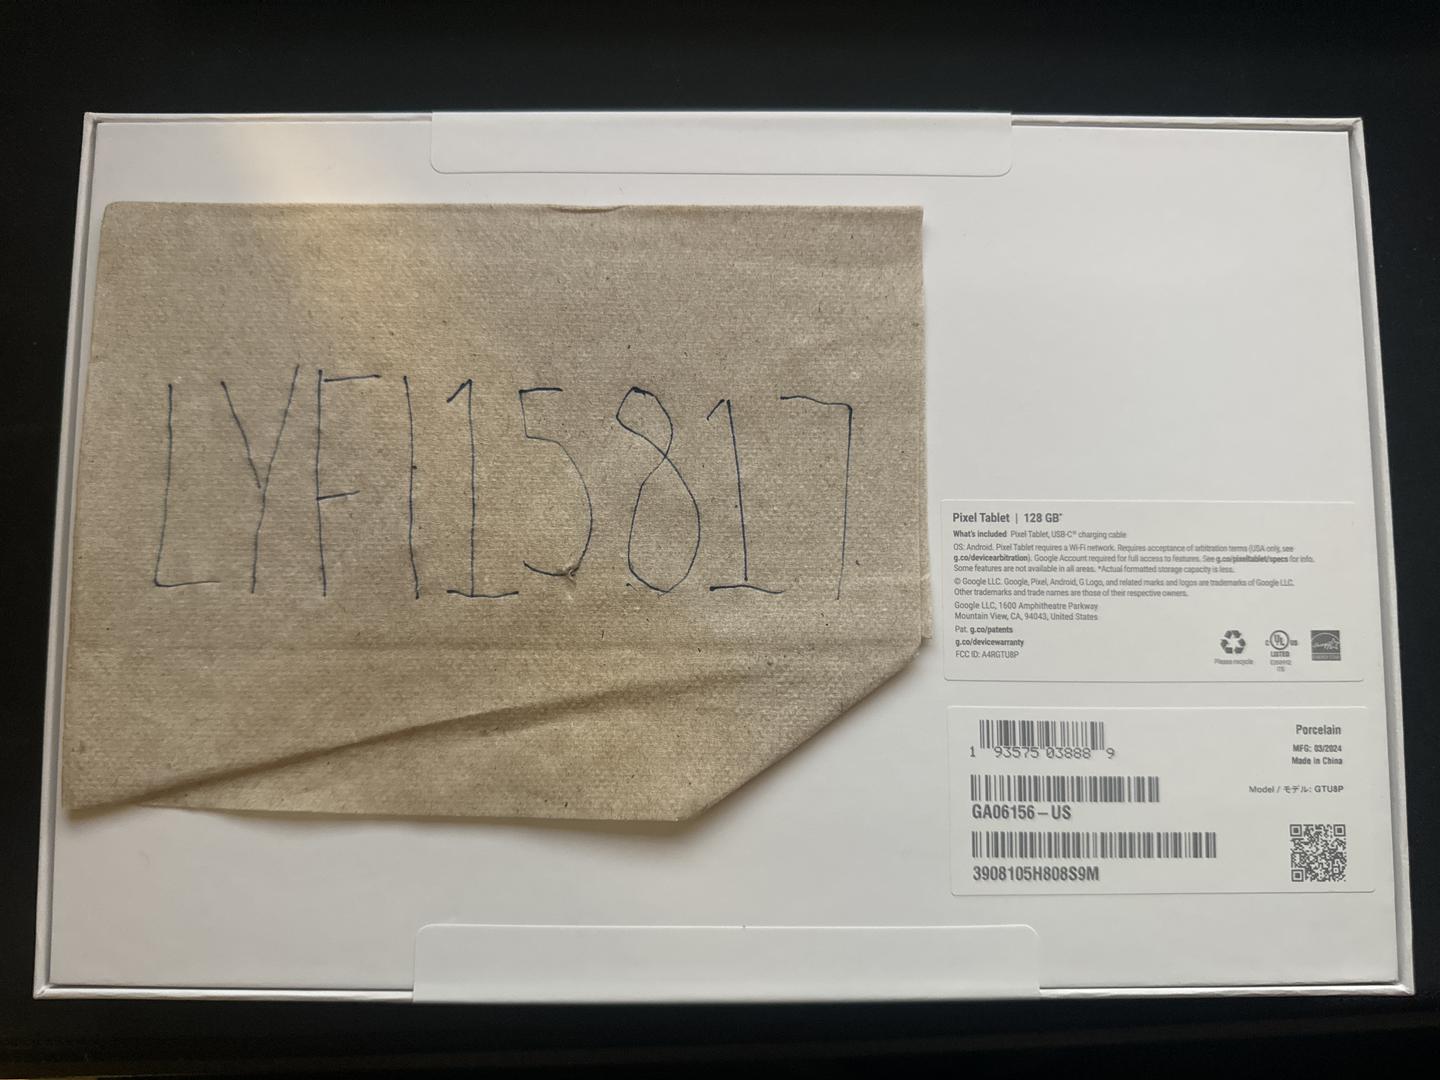 LYFI15817
Pixel Tablet | 128 GB*
What's included Pixel Tablet, USB-C® charging cable
OS: Android. Pixel Tablet requires a Wi-Fi network. Requires acceptance of arbitration terms (USA only, see
g.co/devicearbitration). Google Account required for full access to features. See g.co/pixeltablet/specs for info.
Some features are not available in all areas. *Actual formatted storage capacity is less.
© Google LLC. Google, Pixel, Android, G Logo, and related marks and logos are trademarks of Google LLC.
Other trademarks and trade names are those of their respective owners.
Google LLC, 1600 Amphitheatre Parkway
Mountain View, CA, 94043, United States
Pat. g.co/patents
g.co/devicewarranty
FCC ID: A4RGTU8P
Please recycle
C UL US
LISTED
ITE
1 93575 03888 9
Porcelain
MFG: 03/2024
Made in China
GA06156-US
Model / モデル: GTU8P
3908105H808S9M